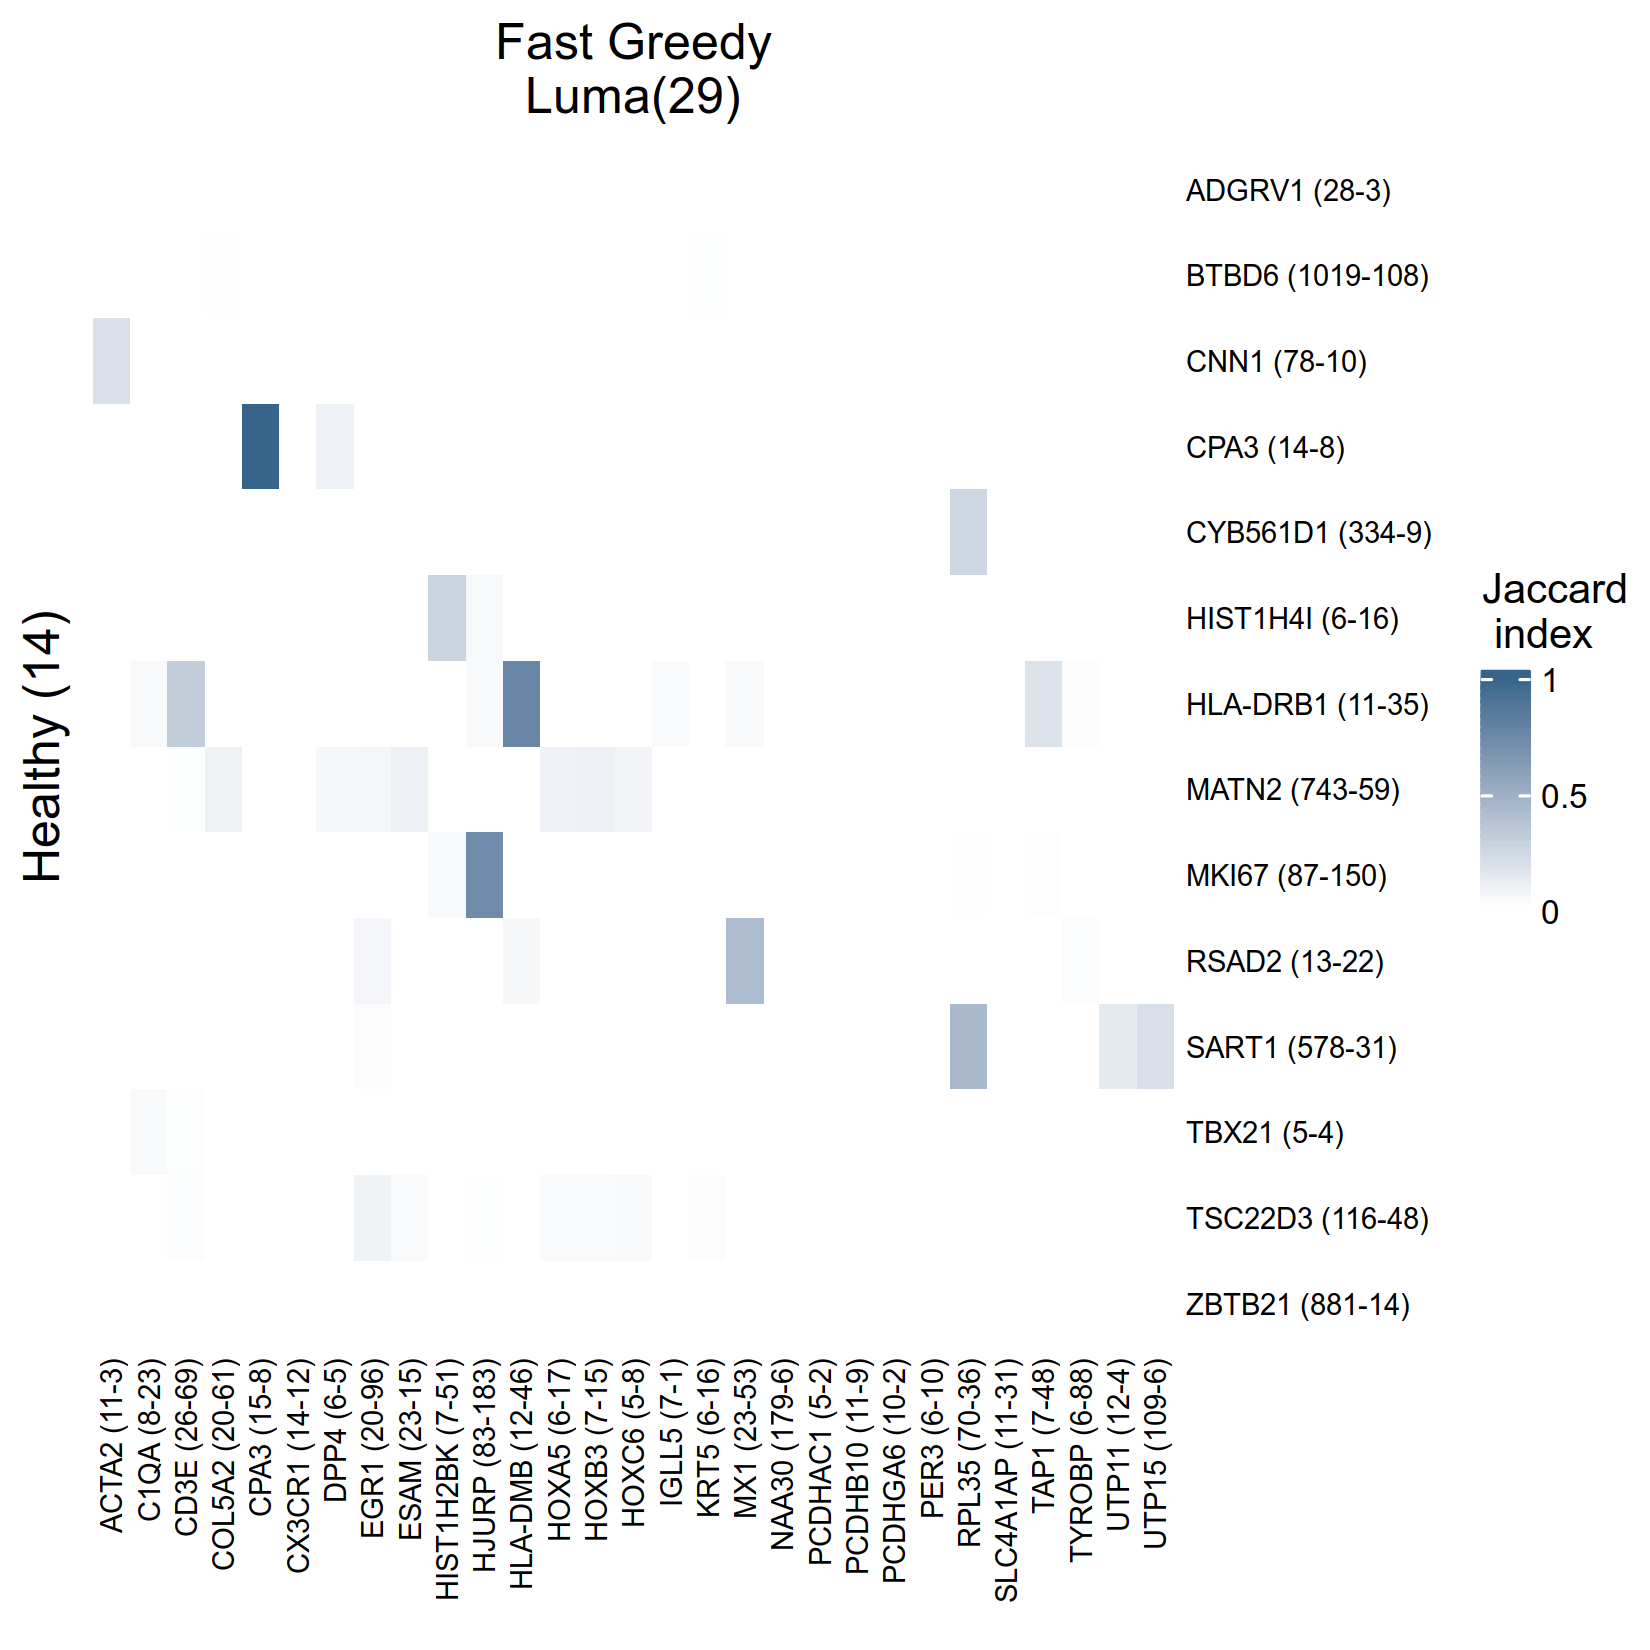 Fast Greedy
Luma(29)
Healthy (14)
ADGRV1 (28-3)
BTBD6 (1019-108)
CNN1 (78-10)
CPA3 (14-8)
CYB561D1 (334-9)
HIST1H4I (6-16)
HLA-DRB1 (11-35)
MATN2 (743-59)
MKI67 (87-150)
RSAD2 (13-22)
SART1 (578-31)
TBX21 (5-4)
TSC22D3 (116-48)
ZBTB21 (881-14)
Jaccard
index
1
0.5
0
ACTA2 (11-3)
C1QA (8-23)
CD3E (26-69)
COL5A2 (20-61)
CPA3 (15-8)
CX3CR1 (14-12)
DPP4 (6-5)
EGR1 (20-96)
ESAM (23-15)
HIST1H2BK (7-51)
HJURP (83-183)
HLA-DMB (12-46)
HOXA5 (6-17)
HOXB3 (7-15)
HOXC6 (5-8)
IGLL5 (7-1)
KRT5 (6-16)
MX1 (23-53)
NAA30 (179-6)
PCDHAC1 (5-2)
PCDHB10 (11-9)
PCDHGA6 (10-2)
PER3 (6-10)
RPL35 (70-36)
SLC4A1AP (11-31)
TAP1 (7-48)
TYROBP (6-88)
UTP11 (12-4)
UTP15 (109-6)